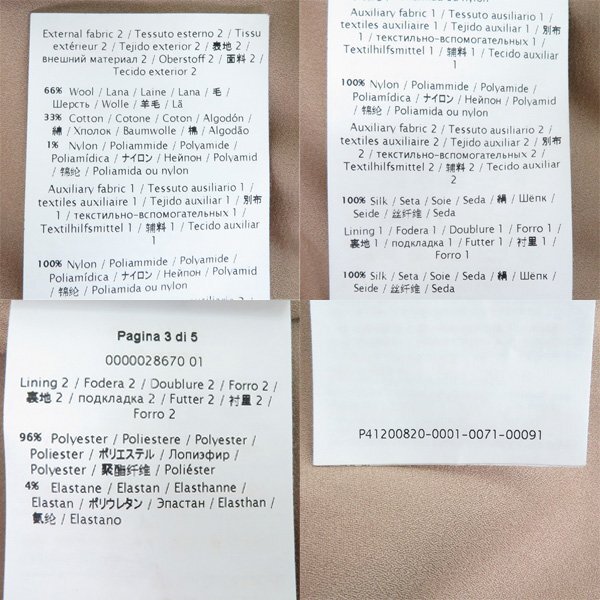 External fabric 2 / Tessuto esterno 2 / Tissu
extérieur 2 / Tejido exterior 2 / 表地 2 /
внешний материал 2 / Oberstoff 2 / 面料 2 /
Tecido exterior 2
66% Wool / Lana / Laine / Lana / 毛 /
Шерсть / Wolle / 羊毛 / Lã
33% Cotton / Cotone / Coton / Algodón /
綿 / Хлопок / Baumwolle / 棉 / Algodão
1% Nylon / Poliammide / Polyamide /
Poliamídica / ナイロン / Нейпон / Polyamid
/ 锦纶 / Poliamida ou nylon
Auxiliary fabric 1 / Tessuto ausiliario 1 /
textiles auxiliaire 1 / Tejido auxiliar 1 / 別布
1 / текстильно-вспомогательных 1 /
Textilhilfsmittel 1 / 辅料 1 / Tecido auxiliar
1
100% Nylon / Poliammide / Polyamide /
Poliamídica / ナイロン / Нейпон / Polyamid
/ 锦纶 / Poliamida ou nylon
Auxiliary fabric 1 / Tessuto ausiliario 1 /
textiles auxiliaire 1 / Tejido auxiliar 1 / 別布
1 / текстильно-вспомогательных 1 /
Textilhilfsmittel 1 / 辅料 1 / Tecido auxiliar
1
100% Nylon / Poliammide / Polyamide /
Poliamídica / ナイロン / Нейпон / Polyamid
/ 锦纶 / Poliamida ou nylon
Auxiliary fabric 2 / Tessuto ausiliario 2 /
textiles auxiliaire 2 / Tejido auxiliar 2 / 別布
2 / текстильно-вспомогательных 2 /
Textilhilfsmittel 2 / 辅料 2 / Tecido auxiliar
2
100% Silk / Seta / Soie / Seda / 絹 / Шёлк /
Seide / 丝纤维 / Seda
Lining 1 / Fodera 1 / Doublure 1 / Forro 1 /
裏地 1 / подкладка 1 / Futter 1 / 衬里 1 /
Forro 1
100% Silk / Seta / Soie / Seda / 絹 / Шёлк /
Seide / 丝纤维 / Seda
Pagina 3 di 5
0000028670 01
Lining 2 / Fodera 2 / Doublure 2 / Forro 2 /
裏地 2 / подкладка 2 / Futter 2 / 衬里 2 /
Forro 2
96% Polyester / Poliestere / Polyester /
Poliéster / ポリエステル / Лопиэфир /
Polyester / 聚酯纤维 / Poliéster
4% Elastane / Elastan / Elasthanne /
Elastan / ポリウレタン / Эластан / Elasthan /
氨纶 / Elastano
P41200820-0001-0071-00091